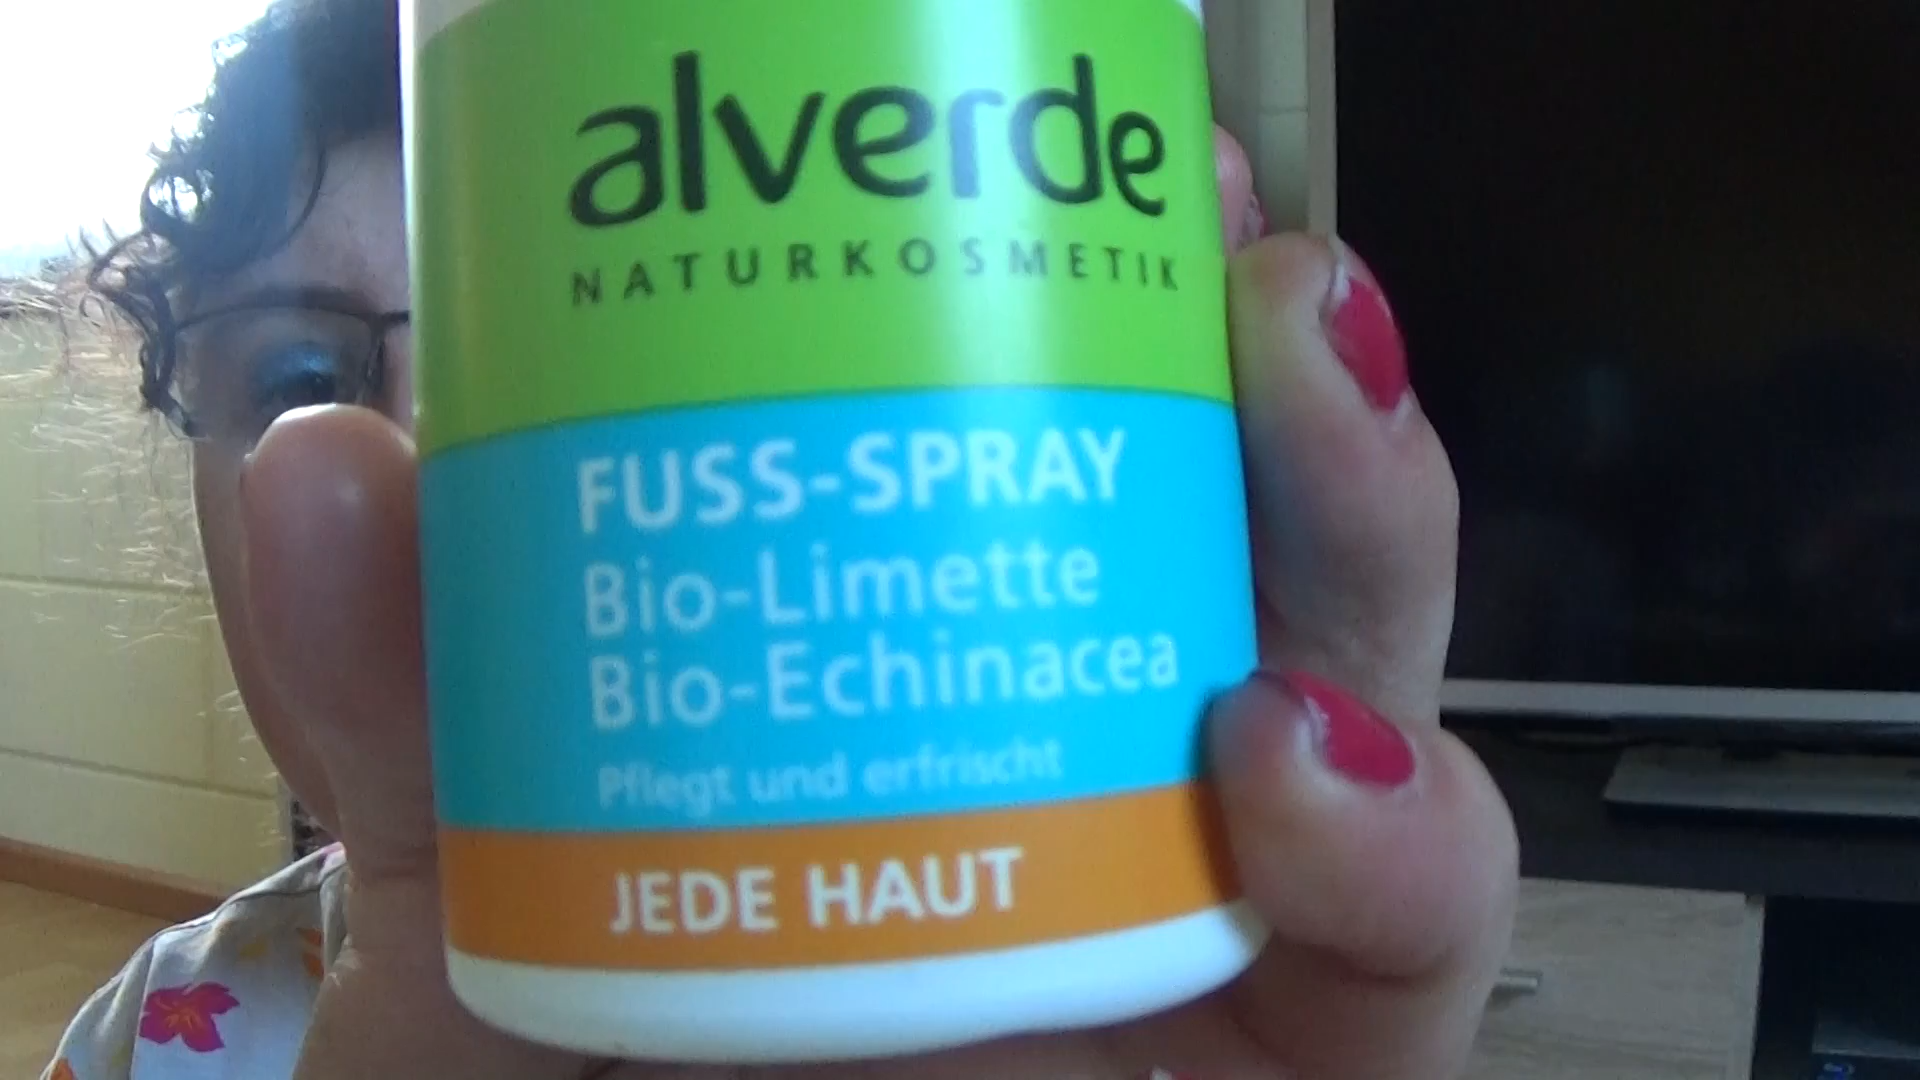 alverde
NATURKOSMETIK
FUSS-SPRAY
Bio-Limette
Bio-Echinacea
Pflegt und erfrischt
JEDE HAUT